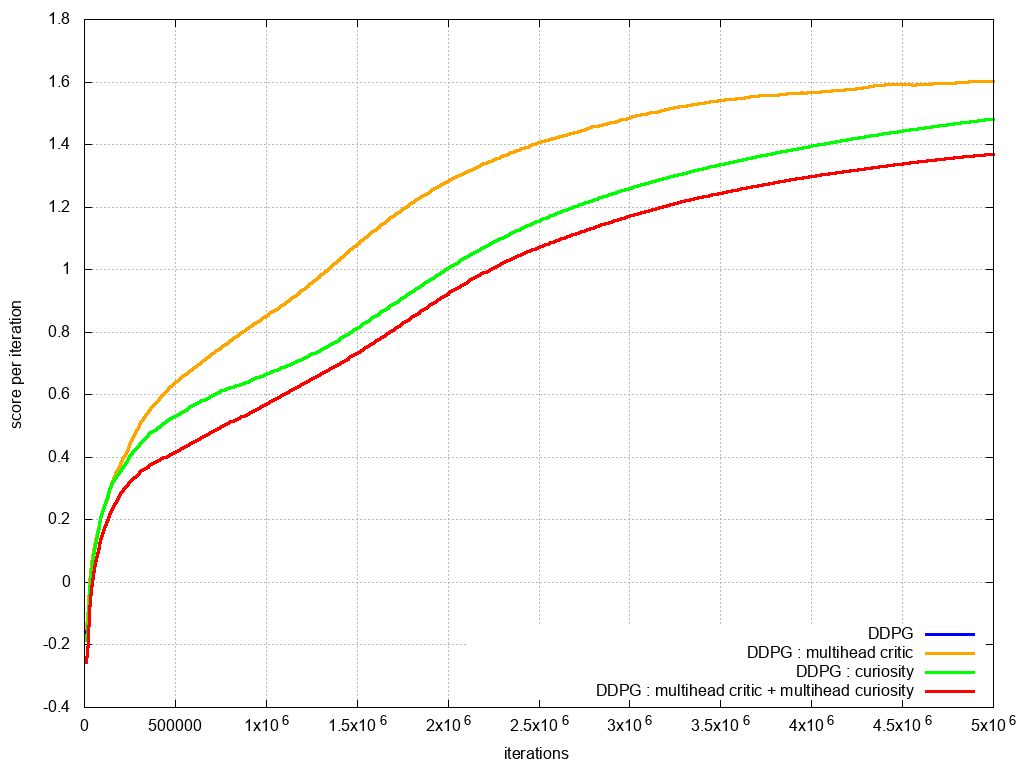 1.8
1.6
1.4
1.2
1
0.8
0.6
0.4
0.2
0
-0.2
-0.4
score per iteration
0 500000 1x10^6 1.5x10^6 2x10^6 2.5x10^6 3x10^6 3.5x10^6 4x10^6 4.5x10^6 5x10^6
iterations
DDPG
DDPG : multihead critic
DDPG : curiosity
DDPG : multihead critic + multihead curiosity